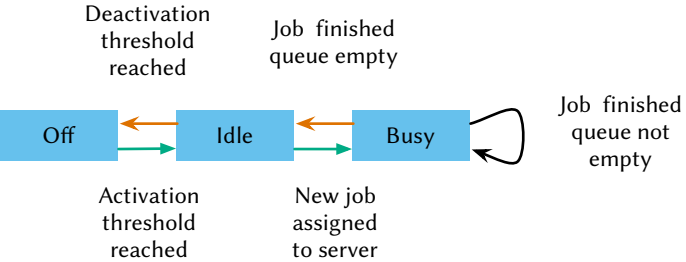 Deactivation
threshold
reached
Job finished
queue empty
Off
Idle
Busy
Job finished
queue not
empty
Activation
threshold
reached
New job
assigned
to server